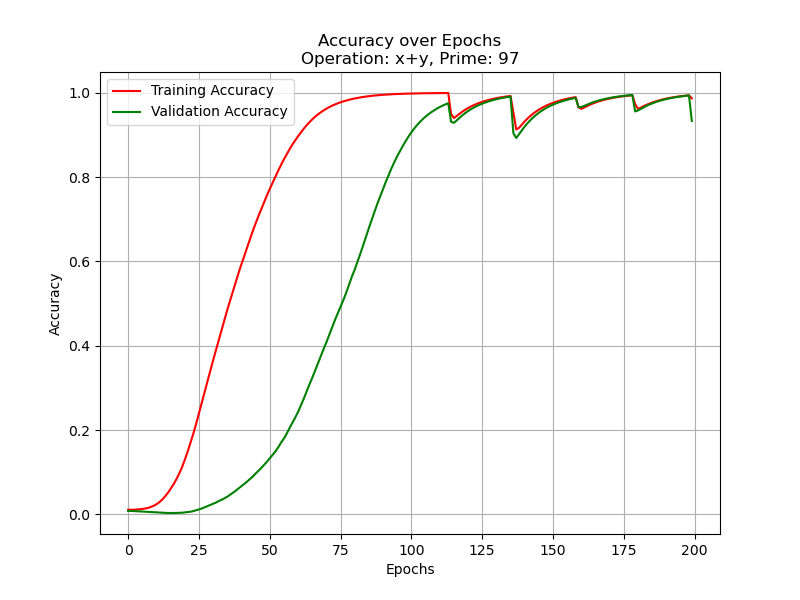 Accuracy over Epochs
Operation: x+y, Prime: 97
Training Accuracy
Validation Accuracy
1.0
0.8
0.6
0.4
0.2
0.0
Accuracy
0 25 50 75 100 125 150 175 200
Epochs